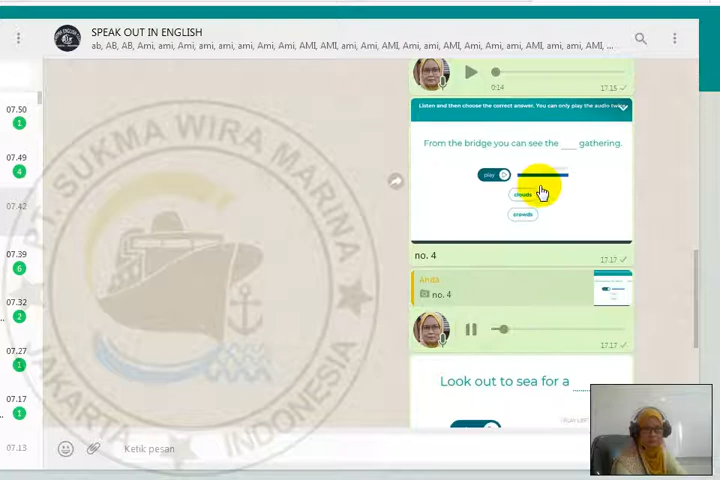 SPEAK OUT IN ENGLISH
ab, AB, AB, Ami, ami, Ami, ami, ami, ami, Ami, Ami, AMI, AMI, ami, Ami, AMI, Ami, ami, AMI, Ami, ami, AMI, ami, ami, AMI, ...
07.50
1
07.49
4
07.42
07.39
6
07.32
2
07.27
1
07.17
1
07.13
0:14
17.15
Listen and then choose the correct answer. You can only play the audio twice
From the bridge you can see the ____ gathering.
play
clouds
crowds
no. 4
17.17
Anda
no. 4
17.17
Look out to sea for a
Ketik pesan
PT. SUKMA WIRA MARINA
JAKARTA INDONESIA